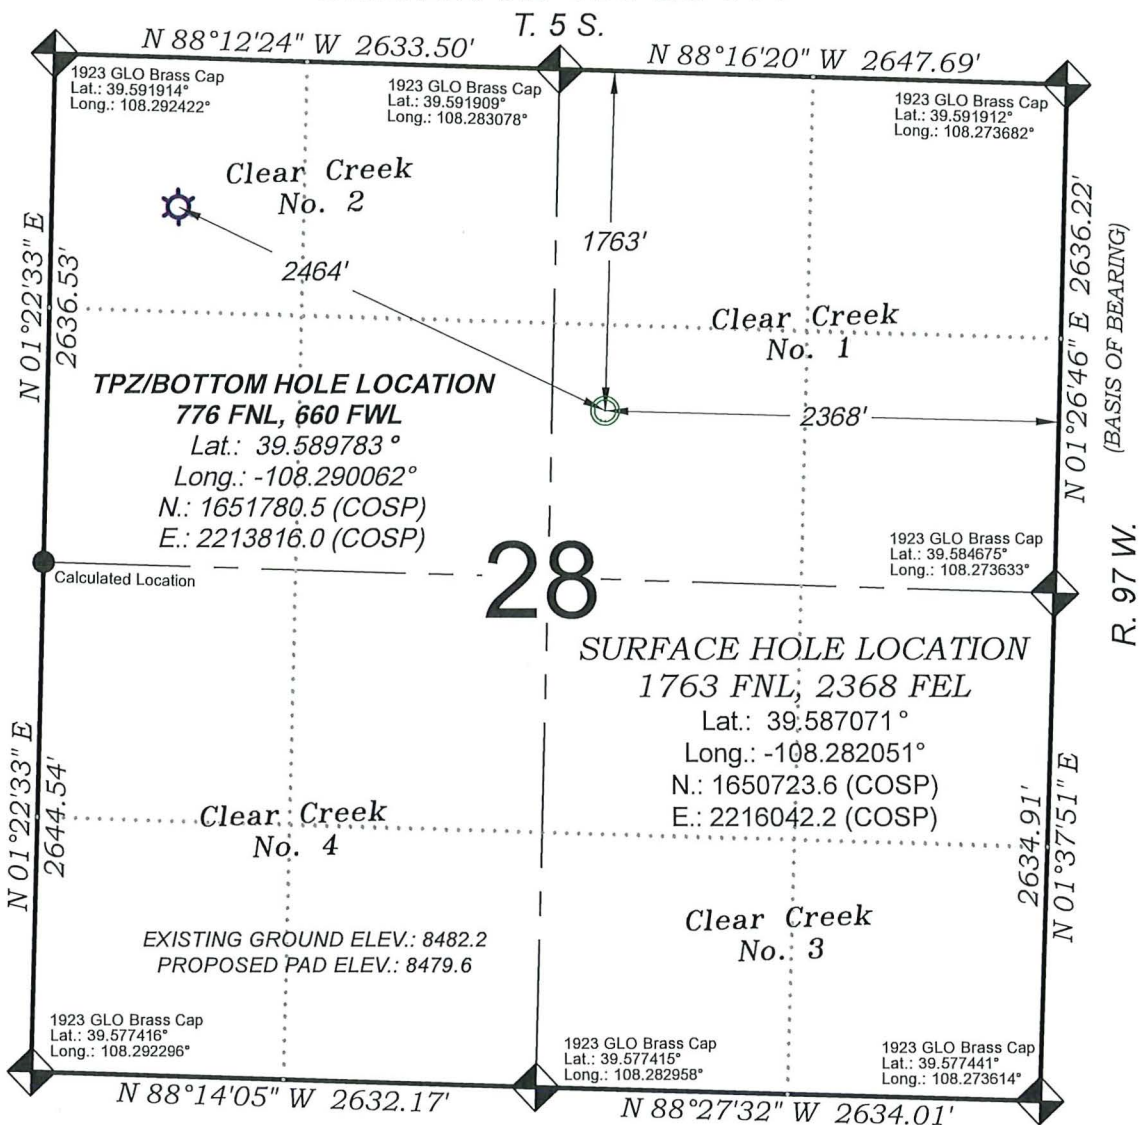 T. 5 S.
N 88°12'24" W 2633.50'
N 88°16'20" W 2647.69'
1923 GLO Brass Cap
Lat.: 39.591914°
Long.: 108.292422°
1923 GLO Brass Cap
Lat.: 39.591909°
Long.: 108.283078°
1923 GLO Brass Cap
Lat.: 39.591912°
Long.: 108.273682°
Clear Creek
No. 2
1763'
2464'
N 01°22'33" E
2636.53'
N 01°26'46" E 2636.22'
(BASIS OF BEARING)
Clear Creek
No. 1
TPZ/BOTTOM HOLE LOCATION
776 FNL, 660 FWL
Lat.: 39.589783 °
Long.: -108.290062°
N.: 1651780.5 (COSP)
E.: 2213816.0 (COSP)
2368'
1923 GLO Brass Cap
Lat.: 39.584675°
Long.: 108.273633°
Calculated Location
28
R. 97 W.
SURFACE HOLE LOCATION
1763 FNL, 2368 FEL
Lat.: 39.587071 °
Long.: -108.282051°
N.: 1650723.6 (COSP)
E.: 2216042.2 (COSP)
N 01°22'33" E
2644.54'
Clear Creek
No. 4
2634.91'
N 01°37'51" E
Clear Creek
No. 3
EXISTING GROUND ELEV.: 8482.2
PROPOSED PAD ELEV.: 8479.6
1923 GLO Brass Cap
Lat.: 39.577416°
Long.: 108.292296°
1923 GLO Brass Cap
Lat.: 39.577415°
Long.: 108.282958°
1923 GLO Brass Cap
Lat.: 39.577441°
Long.: 108.273614°
N 88°14'05" W 2632.17'
N 88°27'32" W 2634.01'